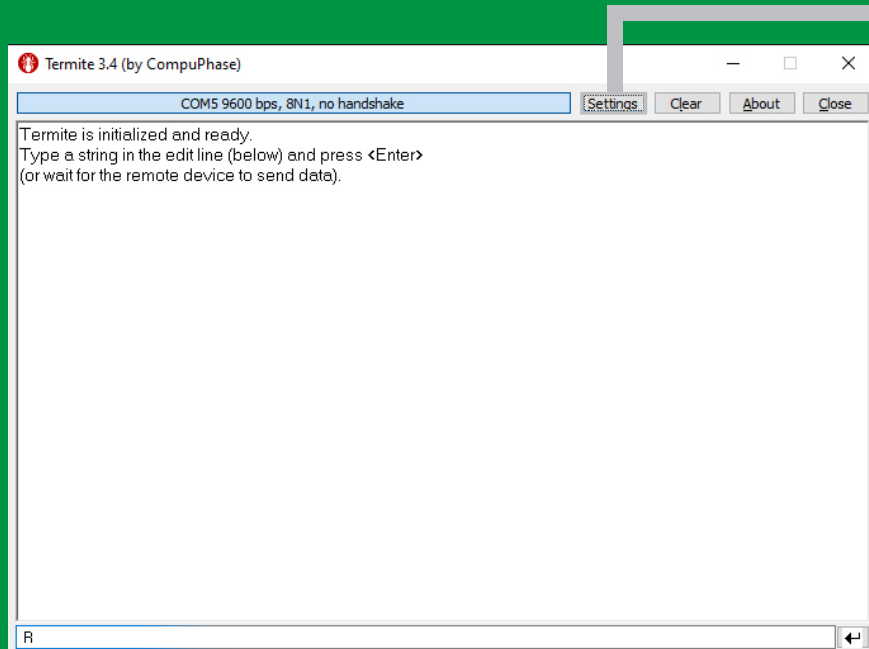 Termite 3.4 (by CompuPhase)
COM5 9600 bps, 8N1, no handshake Settings Clear About Close
Termite is initialized and ready.
Type a string in the edit line (below) and press <Enter>
(or wait for the remote device to send data).
R